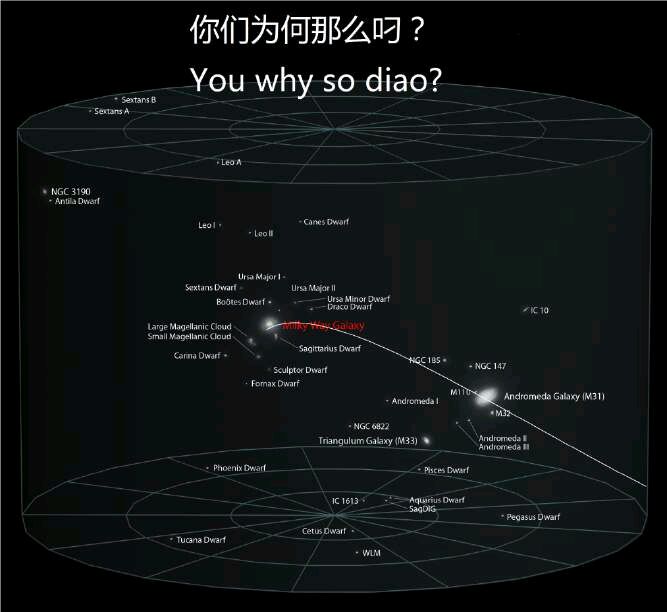 你们为何那么叼？
You why so diao?
Sextans B
Sextans A
Leo A
NGC 3190
Antila Dwarf
Leo I
Leo II
Canes Dwarf
Ursa Major I
Ursa Major II
Sextans Dwarf
Boötes Dwarf
Ursa Minor Dwarf
Draco Dwarf
IC 10
Milky Way Galaxy
Large Magellanic Cloud
Small Magellanic Cloud
Sagittarius Dwarf
Carina Dwarf
NGC 185
NGC 147
Sculptor Dwarf
Fornax Dwarf
M110
Andromeda Galaxy (M31)
Andromeda I
M32
NGC 6822
Triangulum Galaxy (M33)
Andromeda II
Andromeda III
Phoenix Dwarf
Pisces Dwarf
IC 1613
Aquarius Dwarf
SagDIG
Pegasus Dwarf
Cetus Dwarf
Tucana Dwarf
WLM